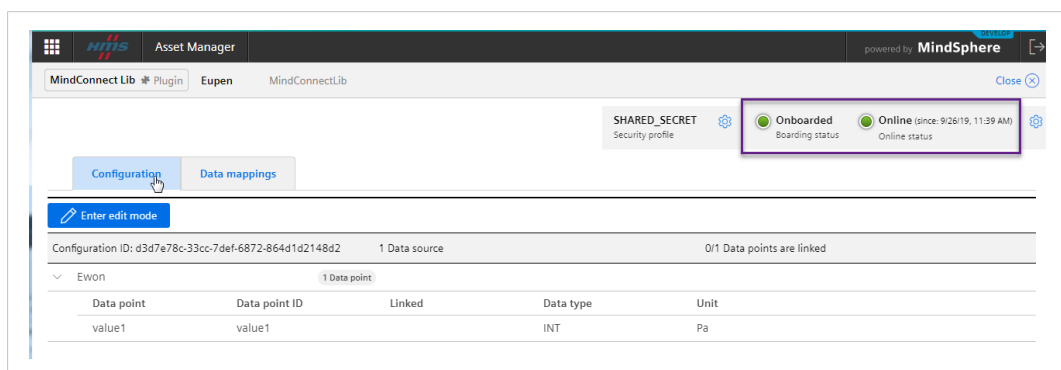 HMS Asset Manager DEVELOP powered by MindSphere
MindConnect Lib Plugin Eupen MindConnectLib Close
SHARED_SECRET Onboarded Online (since: 9/26/19, 11:39 AM)
Security profile Boarding status Online status
Configuration Data mappings
Enter edit mode
Configuration ID: d3d7e78c-33cc-7def-6872-864d1d2148d2 1 Data source 0/1 Data points are linked
Ewon 1 Data point
Data point Data point ID Linked Data type Unit
value1 value1 INT Pa